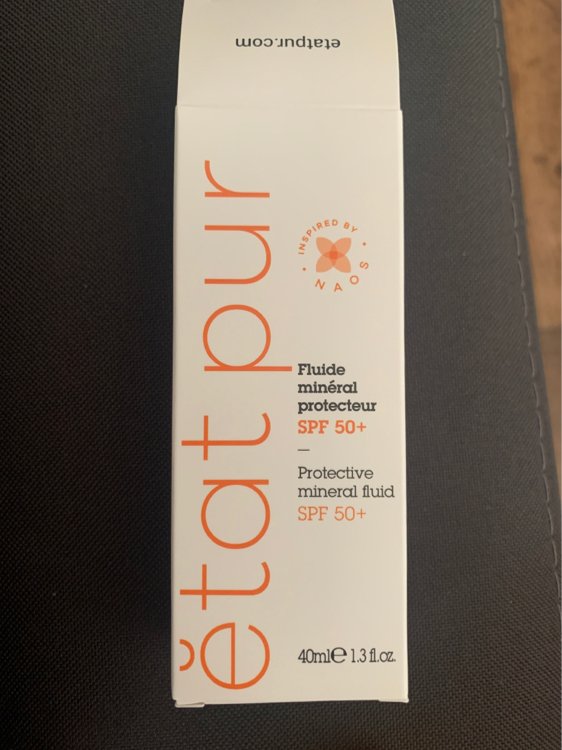 etatpur.com
ĕtat pur
INSPIRED BY
NAOS
Fluide
minéral
protecteur
SPF 50+
—
Protective
mineral fluid
SPF 50+
40ml℮ 1.3 fl.oz.